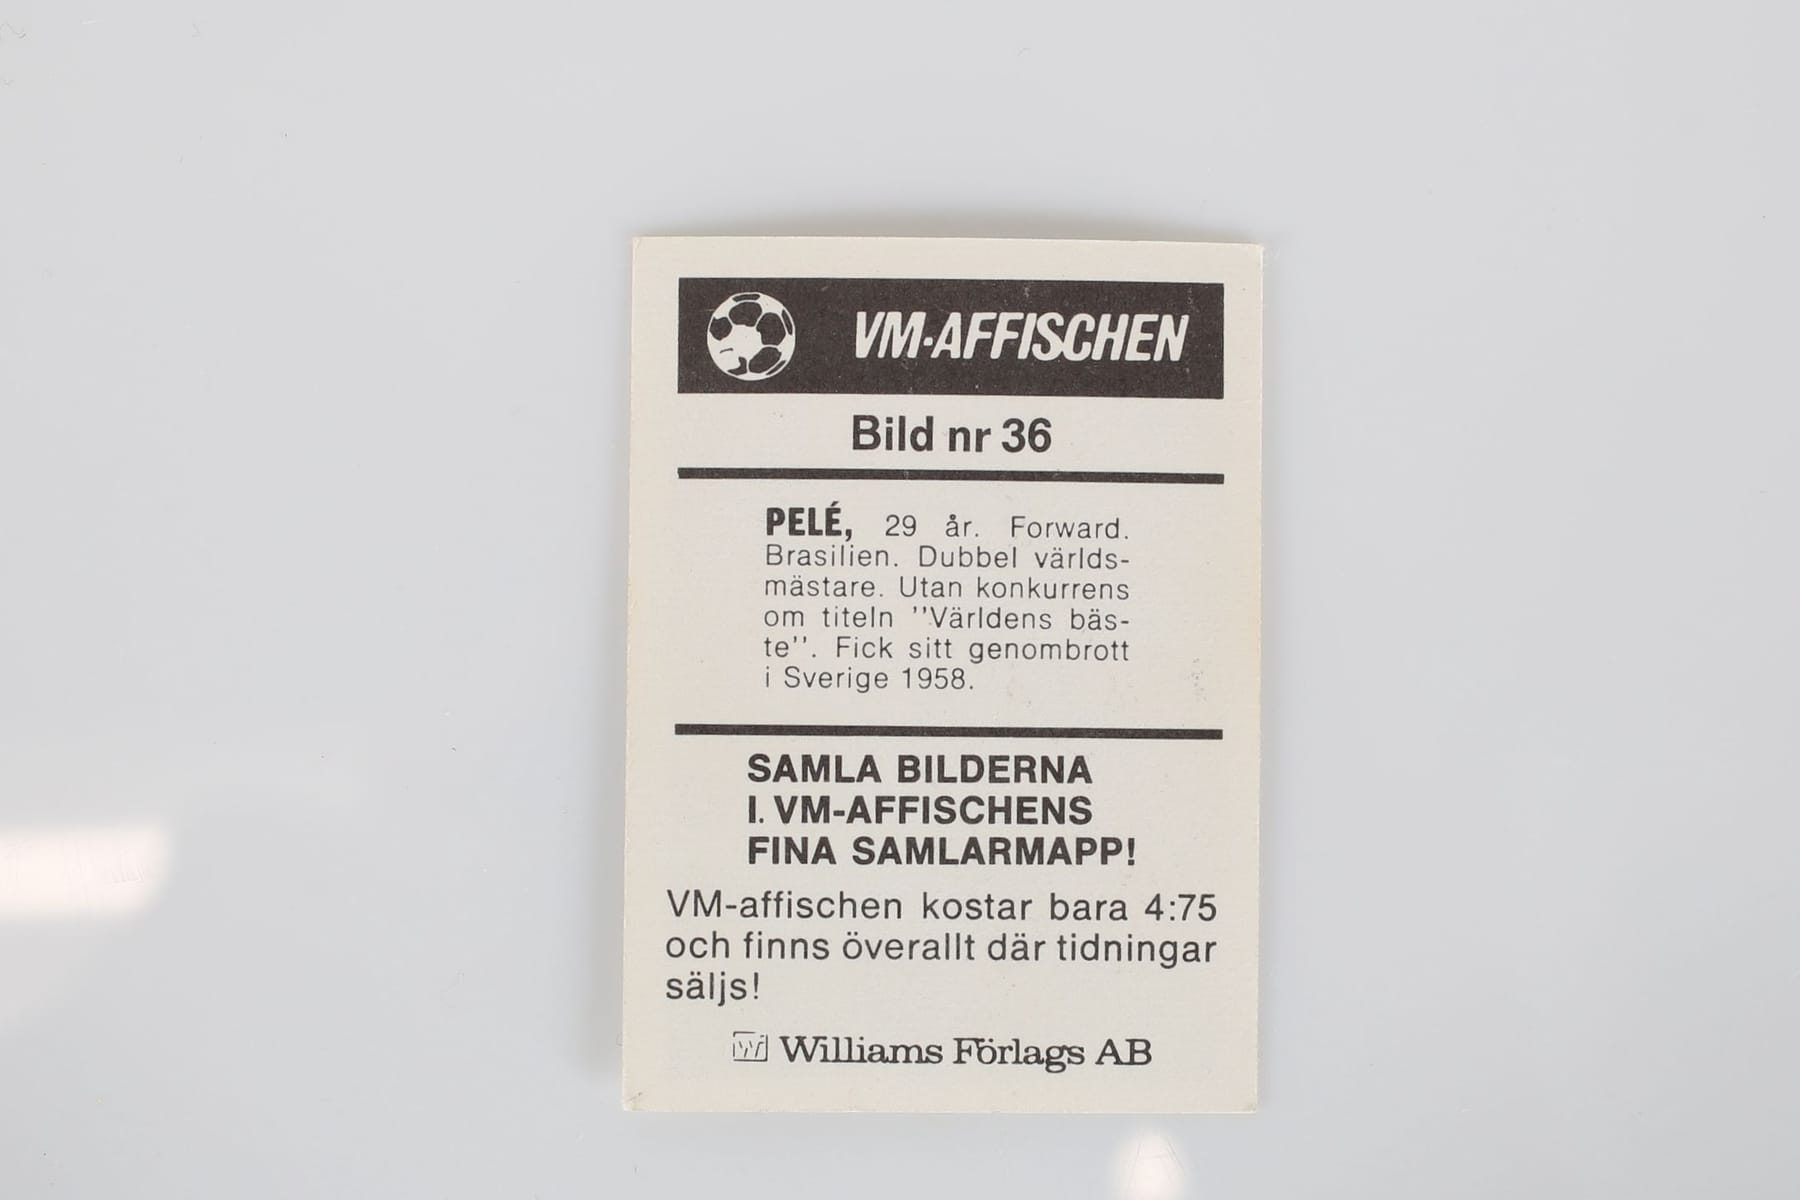 VM-AFFISCHEN
Bild nr 36
PELÉ, 29 år. Forward.
Brasilien. Dubbel världs-
mästare. Utan konkurrens
om titeln ''Världens bäs-
te''. Fick sitt genombrott
i Sverige 1958.
SAMLA BILDERNA
I. VM-AFFISCHENS
FINA SAMLARMAPP!
VM-affischen kostar bara 4:75
och finns överallt där tidningar
säljs!
Williams Förlags AB